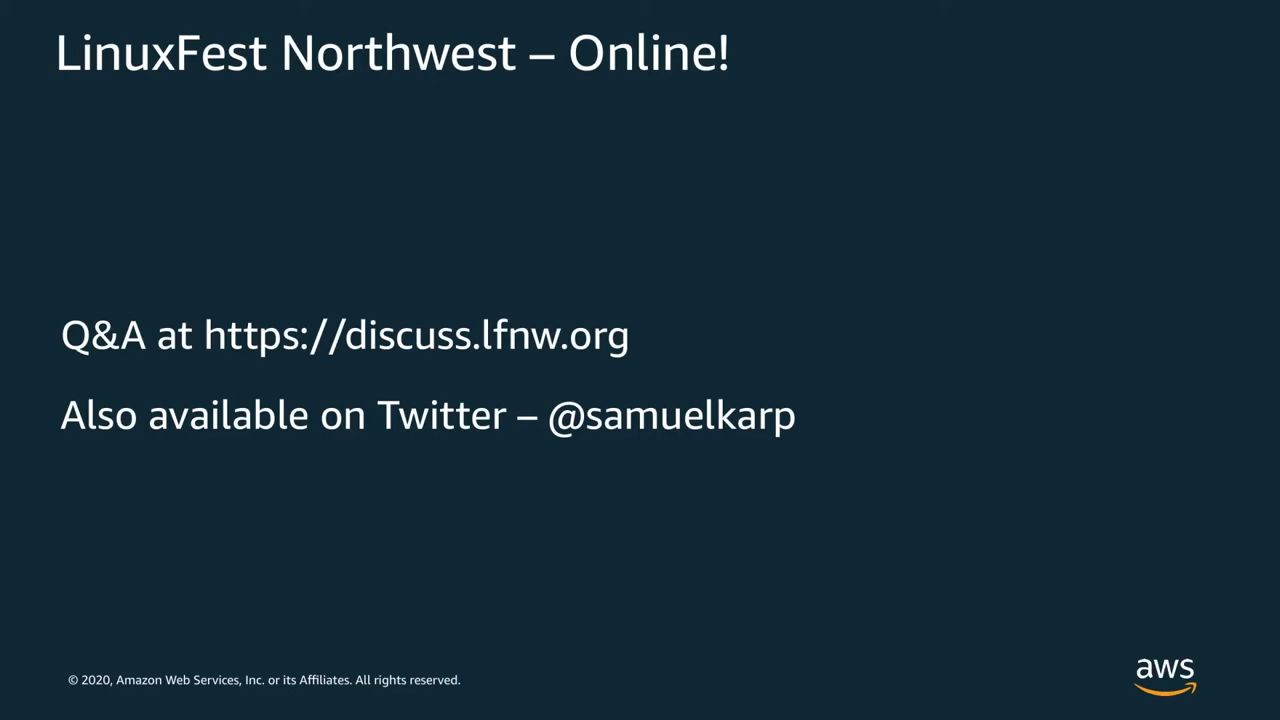 LinuxFest Northwest – Online!
Q&A at https://discuss.lfnw.org
Also available on Twitter – @samuelkarp
© 2020, Amazon Web Services, Inc. or its Affiliates. All rights reserved.
aws